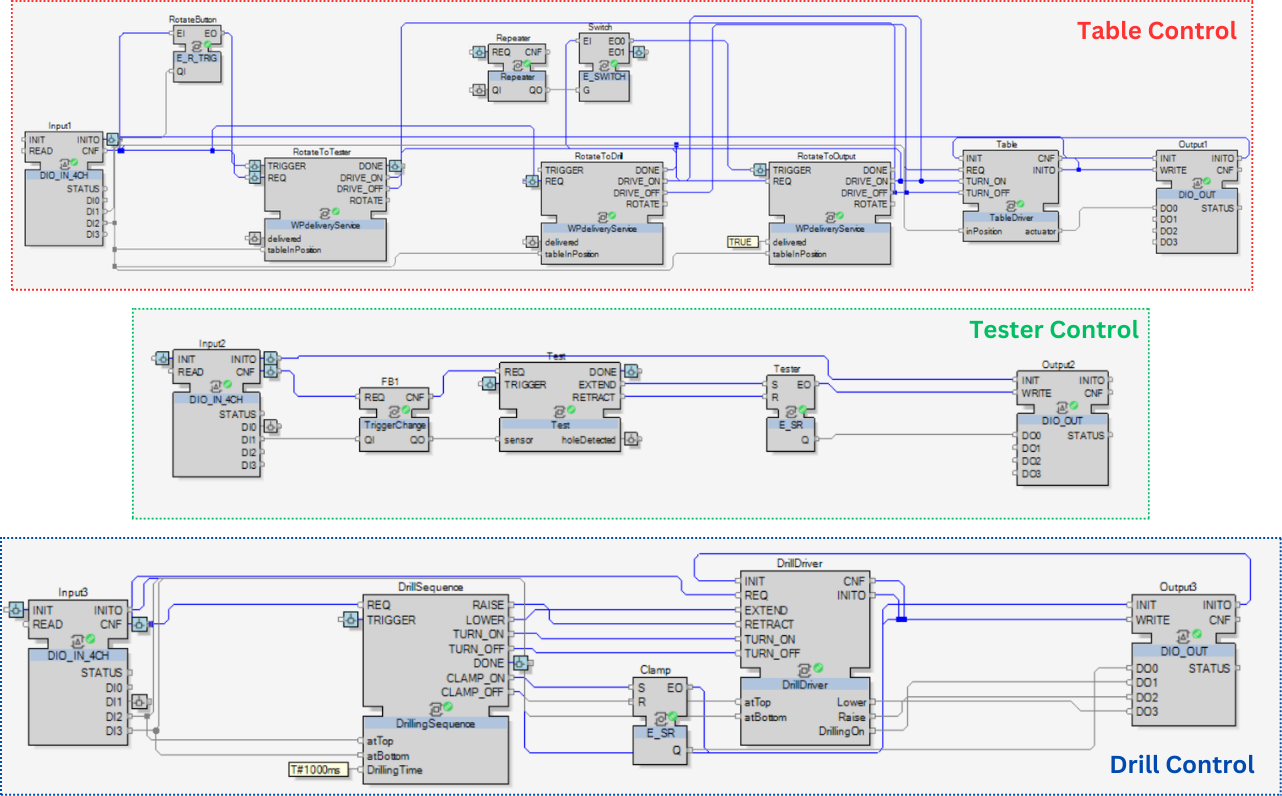 Table Control
RotateButton
EI EO
E_R_TRIG
QI
Repeater
REQ CNF
Repeater
QI QO
Switch
EI EO0
EO1
E_SWITCH
G
Input1
INIT INITO
READ CNF
DIO_IN_4CH
STATUS
DI0
DI1
DI2
DI3
RotateToTester
TRIGGER DONE
REQ DRIVE_ON
DRIVE_OFF
ROTATE
WPdeliveryService
delivered
tableInPosition
RotateToDrill
TRIGGER DONE
REQ DRIVE_ON
DRIVE_OFF
ROTATE
WPdeliveryService
delivered
tableInPosition
RotateToOutput
TRIGGER DONE
REQ DRIVE_ON
DRIVE_OFF
ROTATE
WPdeliveryService
TRUE delivered
tableInPosition
Table
INIT CNF
REQ INITO
TURN_ON
TURN_OFF
TableDriver
inPosition actuator
Output1
INIT INITO
WRITE CNF
DIO_OUT
DO0 STATUS
DO1
DO2
DO3
Tester Control
Input2
INIT INITO
READ CNF
DIO_IN_4CH
STATUS
DI0
DI1
DI2
DI3
FB1
REQ CNF
TriggerChange
QI QO
Test
REQ DONE
TRIGGER EXTEND
RETRACT
Test
sensor holeDetected
Tester
S EO
R
E_SR
Q
Output2
INIT INITO
WRITE CNF
DIO_OUT
DO0 STATUS
DO1
DO2
DO3
Input3
INIT INITO
READ CNF
DIO_IN_4CH
STATUS
DI0
DI1
DI2
DI3
DrillSequence
REQ RAISE
TRIGGER LOWER
TURN_ON
TURN_OFF
DONE
CLAMP_ON
CLAMP_OFF
DrillingSequence
atTop
atBottom
T#1000ms DrillingTime
Clamp
S EO
R
E_SR
Q
DrillDriver
INIT CNF
REQ INITO
EXTEND
RETRACT
TURN_ON
TURN_OFF
DrillDriver
atTop Lower
atBottom Raise
DrillingOn
Output3
INIT INITO
WRITE CNF
DIO_OUT
DO0 STATUS
DO1
DO2
DO3
Drill Control